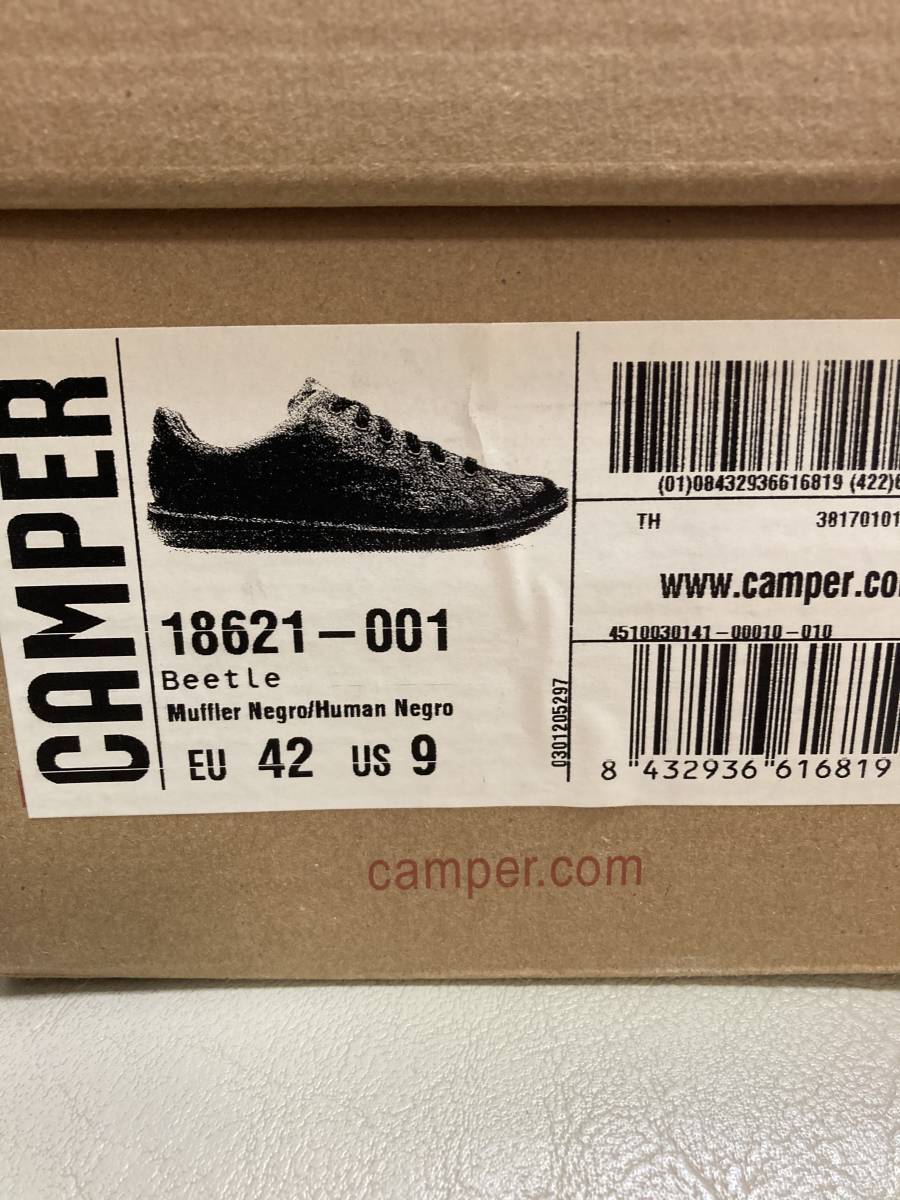 CAMPER
18621-001
Beetle
Muffler Negro/Human Negro
EU 42 US 9
0301205297
(01)08432936616819 (422)6
TH 38170101
www.camper.co
4510030141-00010-010
8 "432936"616819
camper.com